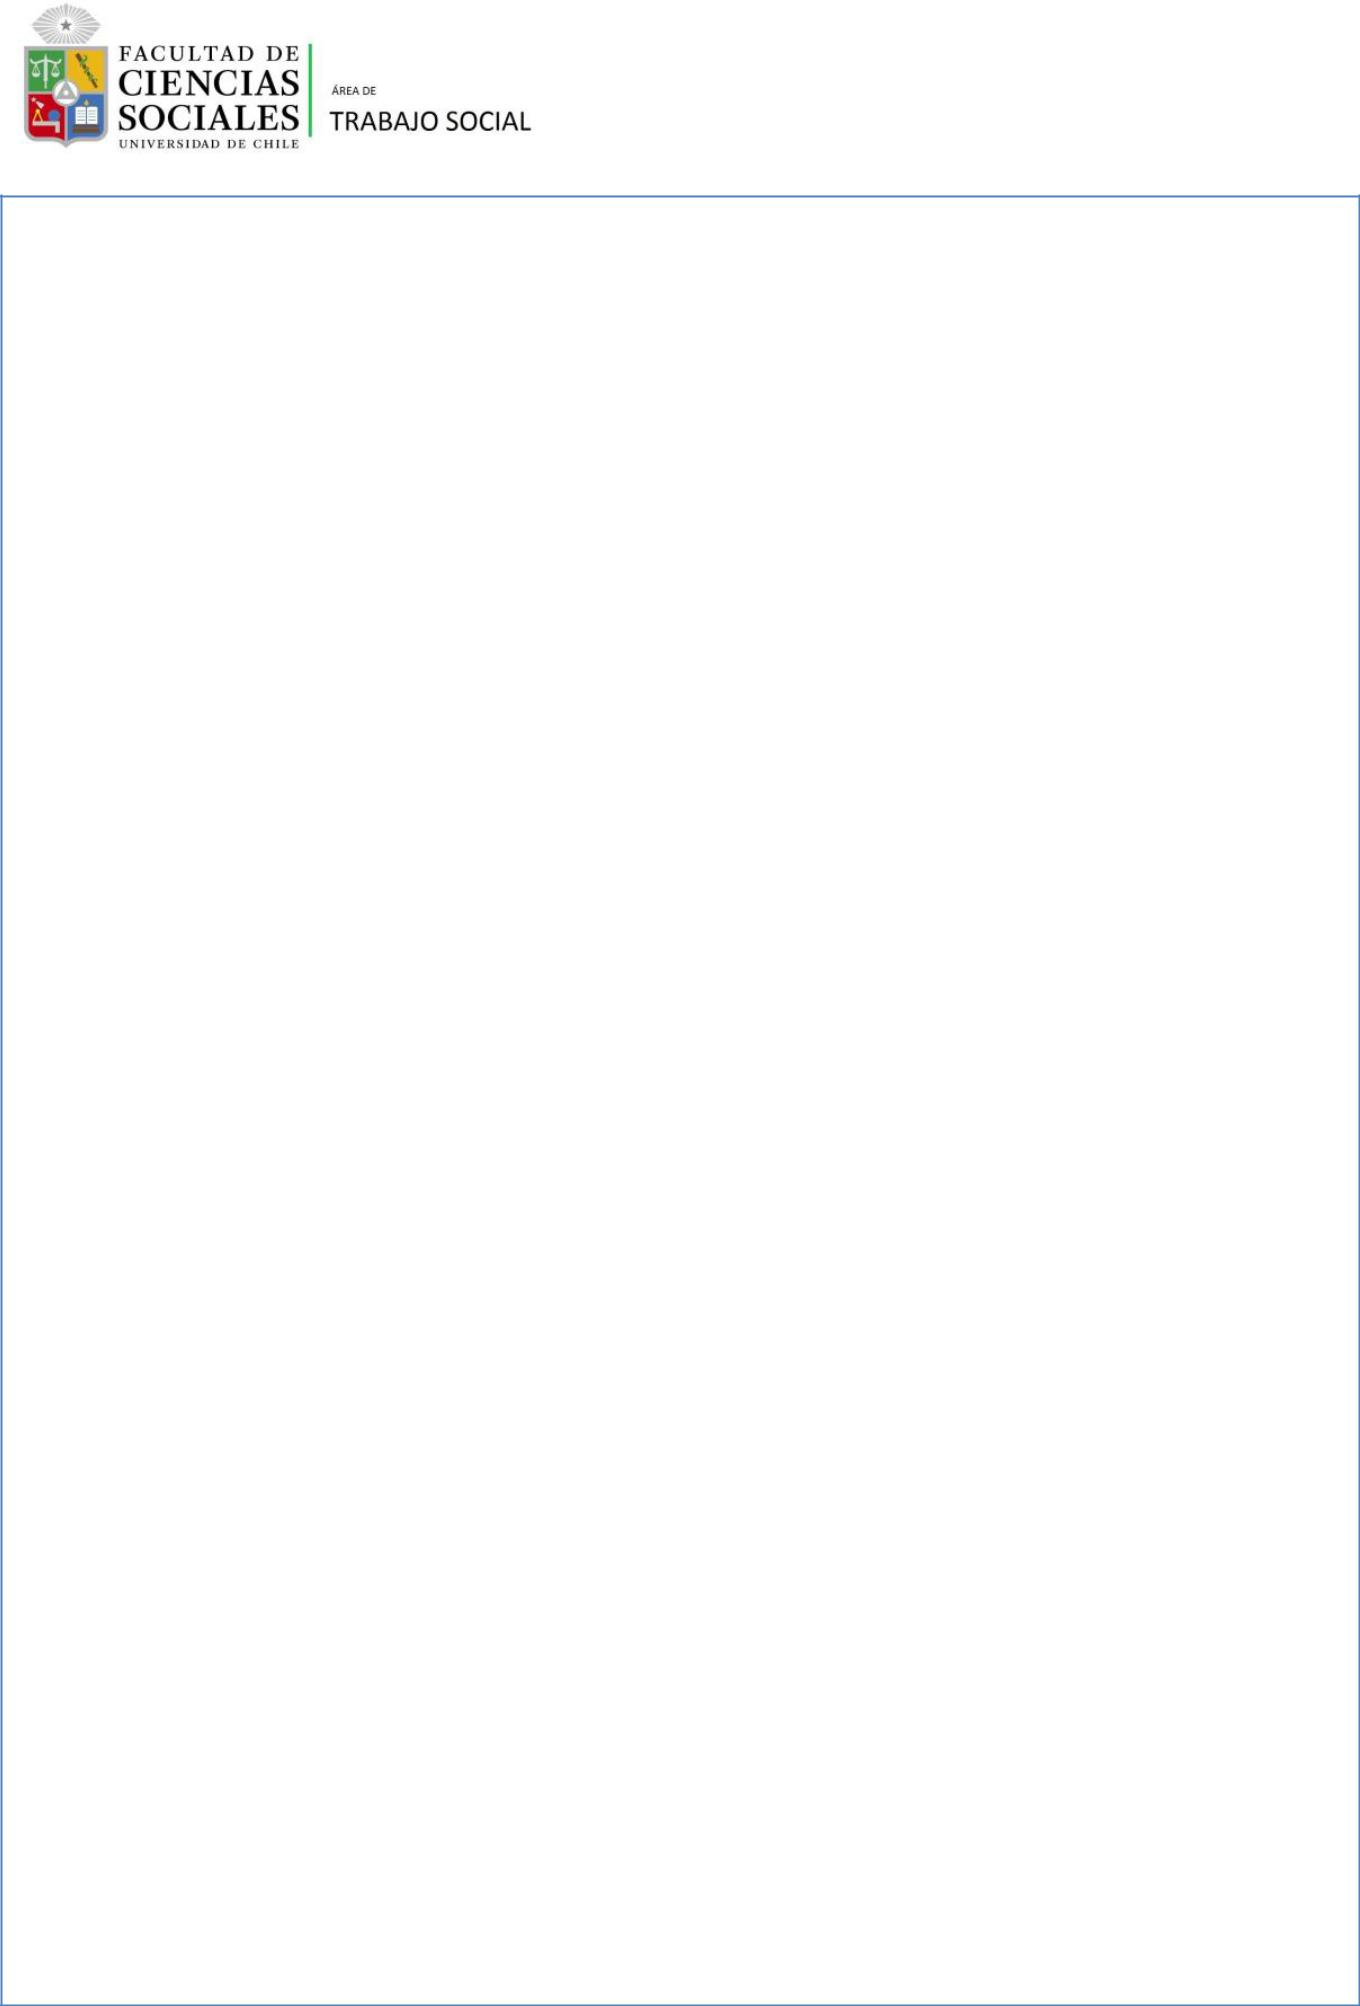 FACULTAD DE
CIENCIAS
SOCIALES
UNIVERSIDAD DE CHILE
ÁREA DE
TRABAJO SOCIAL